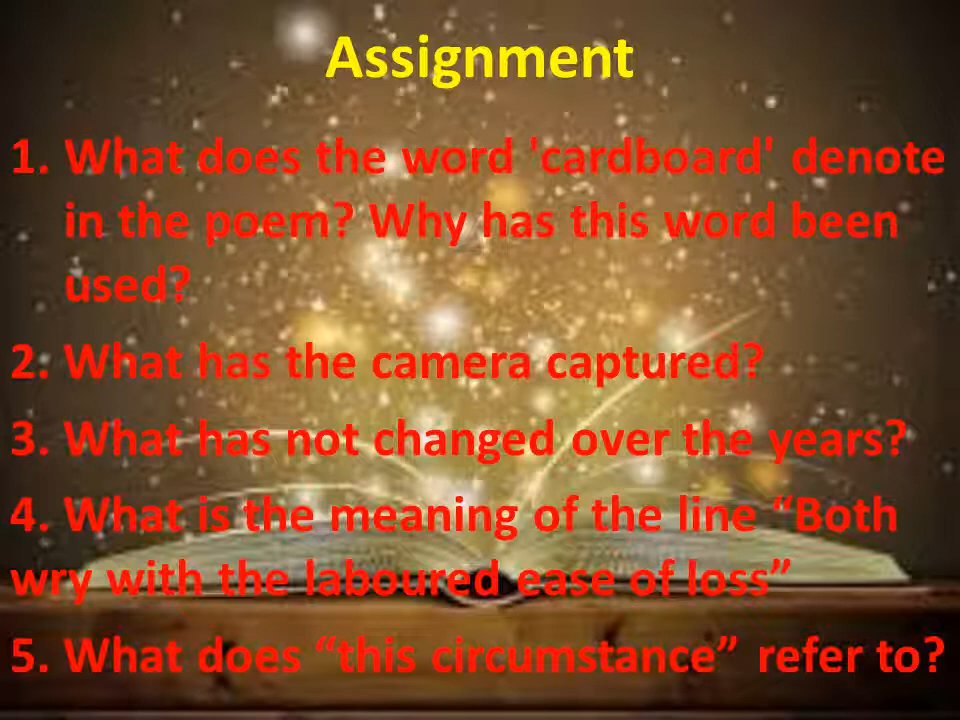 Assignment
1. What does the word 'cardboard' denote
in the poem? Why has this word been
used?
2. What has the camera captured?
3. What has not changed over the years?
4. What is the meaning of the line “Both
wry with the laboured ease of loss”
5. What does “this circumstance” refer to?